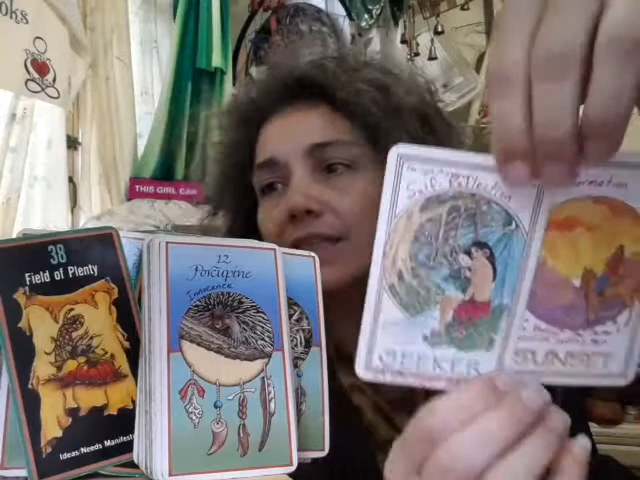 oks
THIS GIRL CAN
38
Field of Plenty
Ideas/Needs Manifest
12
Porcupine
Innocence
Self Reflection
SEEKER
SUNSET